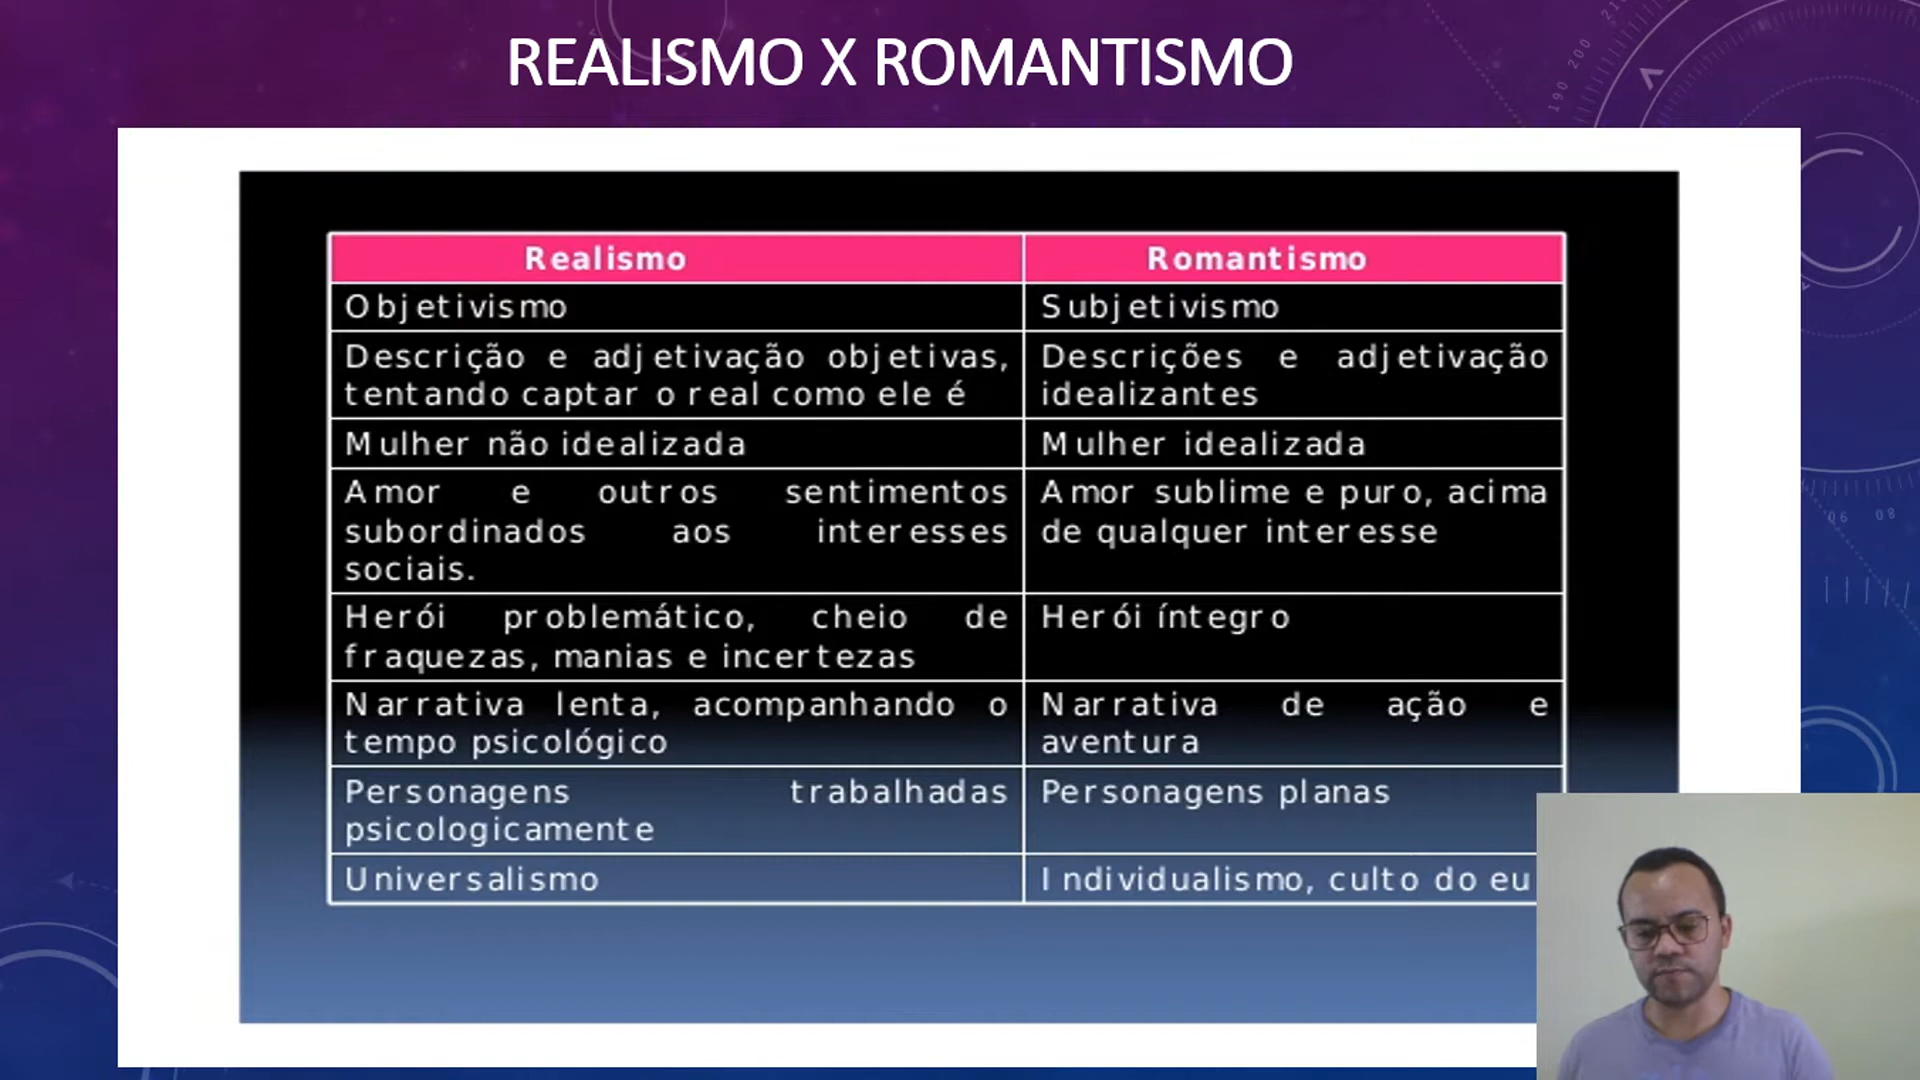 REALISMO X ROMANTISMO
Realismo
Romantismo
Objetivismo
Subjetivismo
Descrição e adjetivação objetivas,
tentando captar o real como ele é
Descrições e adjetivação
idealizantes
Mulher não idealizada
Mulher idealizada
Amor e outros sentimentos
subordinados aos interesses
sociais.
Amor sublime e puro, acima
de qualquer interesse
Herói problemático, cheio de
fraquezas, manias e incertezas
Herói íntegro
Narrativa lenta, acompanhando o
tempo psicológico
Narrativa de ação e
aventura
Personagens trabalhadas
psicologicamente
Personagens planas
Universalismo
Individualismo, culto do eu
190 200